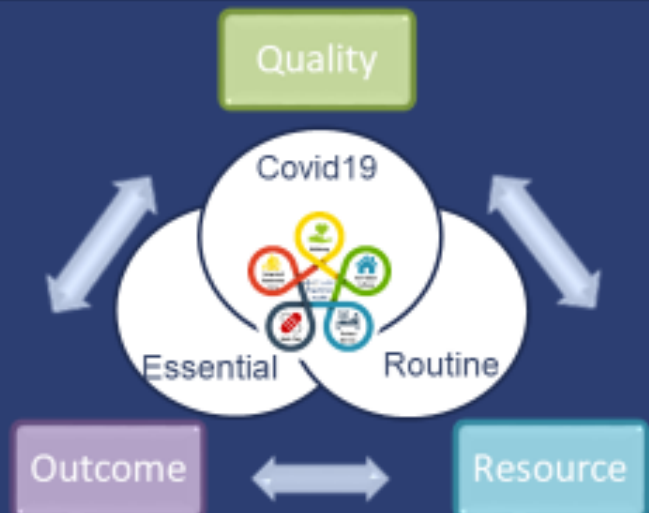 Quality
Covid19
Essential
Routine
Outcome
Resource